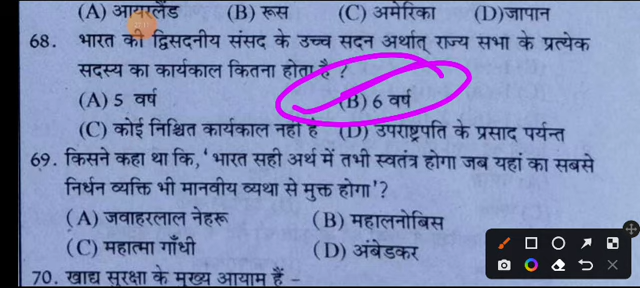 (A) आयरलैंड (B) रूस (C) अमेरिका (D)जापान
68. भारत की द्विसदनीय संसद के उच्च सदन अर्थात् राज्य सभा के प्रत्येक
सदस्य का कार्यकाल कितना होता है ?
(A) 5 वर्ष (B) 6 वर्ष
(C) कोई निश्चित कार्यकाल नहीं है (D) उपराष्ट्रपति के प्रसाद पर्यन्त
69. किसने कहा था कि, 'भारत सही अर्थ में तभी स्वतंत्र होगा जब यहां का सबसे
निर्धन व्यक्ति भी मानवीय व्यथा से मुक्त होगा'?
(A) जवाहरलाल नेहरू (B) महालनोबिस
(C) महात्मा गाँधी (D) अंबेडकर
70. खाद्य सुरक्षा के मुख्य आयाम हैं -